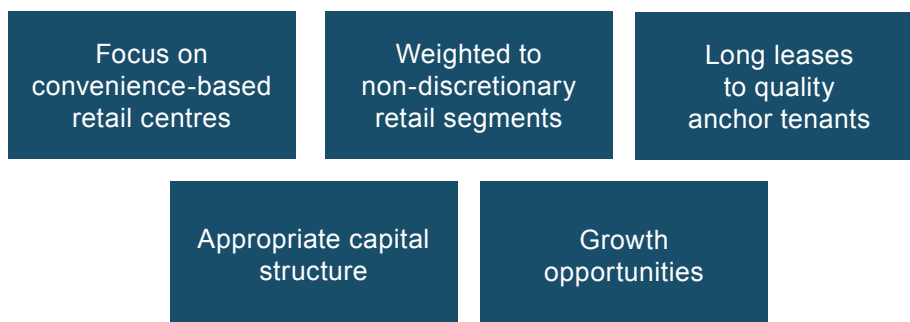 Focus on
convenience-based
retail centres
Weighted to
non-discretionary
retail segments
Long leases
to quality
anchor tenants
Appropriate capital
structure
Growth
opportunities